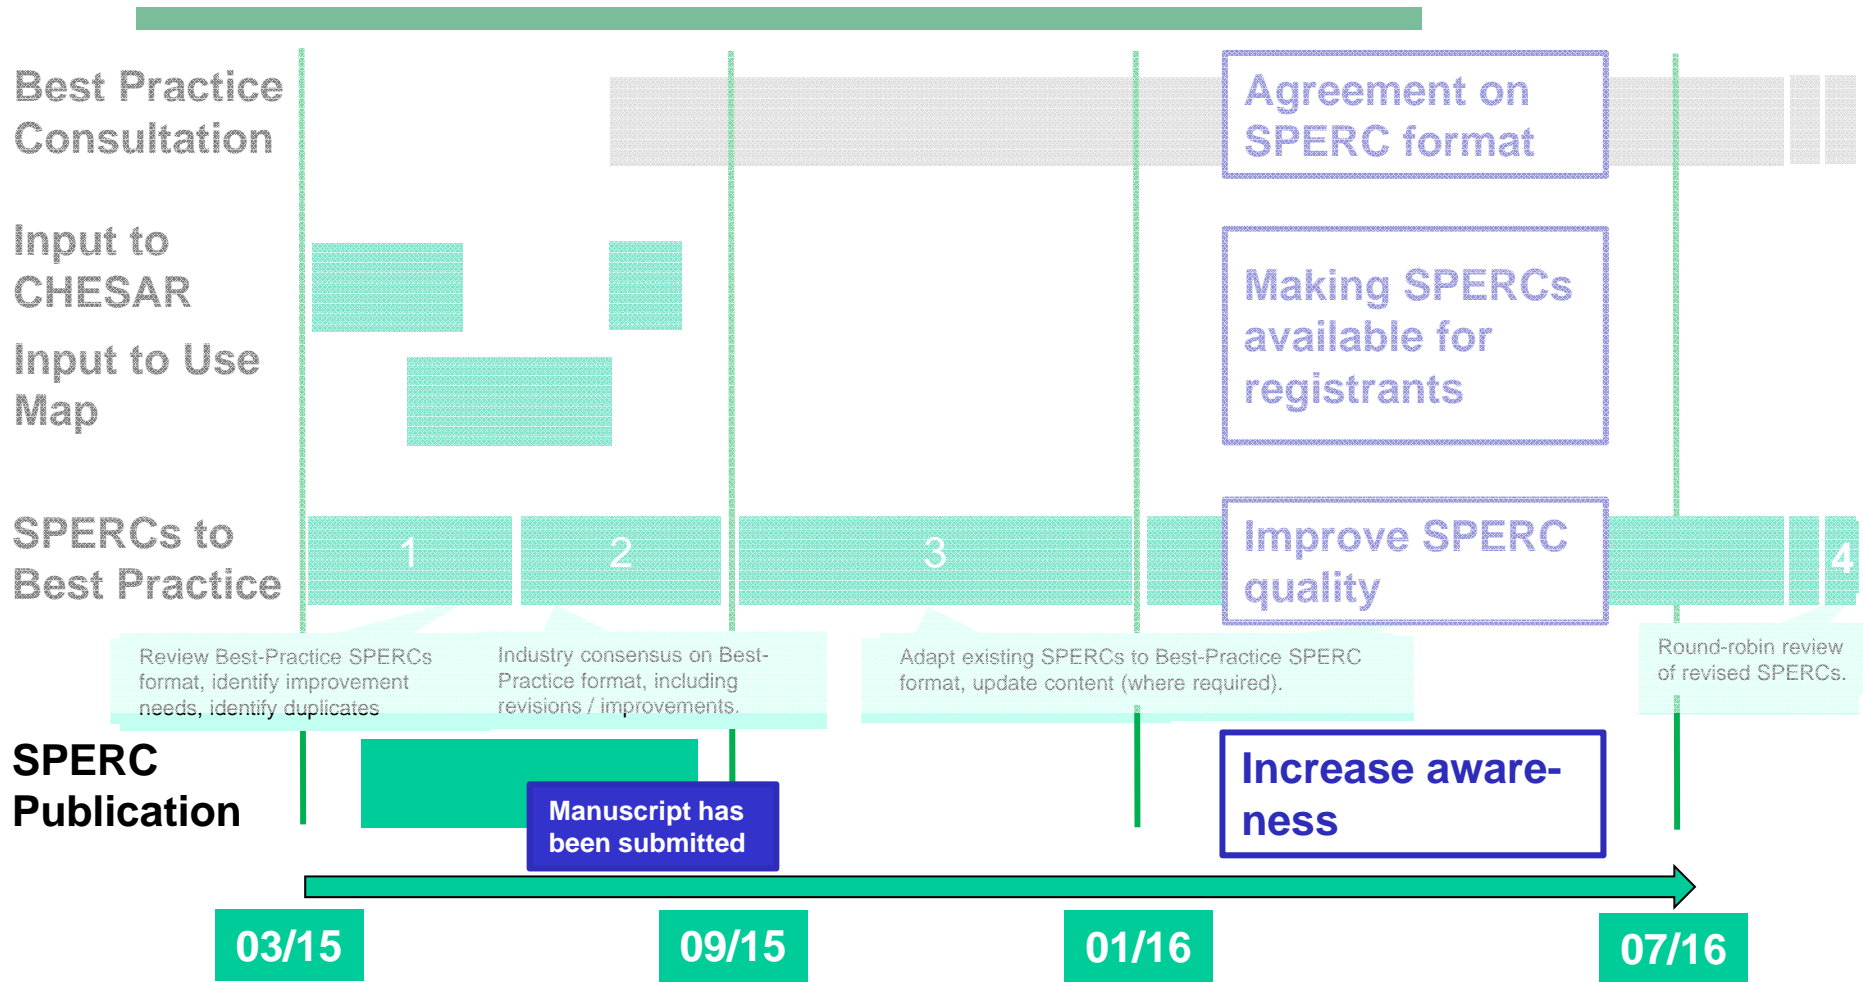 Best Practice
Consultation
Agreement on
SPERC format
Input to
CHESAR
Input to Use
Map
Making SPERCs
available for
registrants
SPERCs to
Best Practice
1
2
3
Improve SPERC
quality
4
Review Best-Practice SPERCs
format, identify improvement
needs, identify duplicates
Industry consensus on Best-
Practice format, including
revisions / improvements.
Adapt existing SPERCs to Best-Practice SPERC
format, update content (where required).
Round-robin review
of revised SPERCs.
SPERC
Publication
Manuscript has
been submitted
Increase aware-
ness
03/15
09/15
01/16
07/16